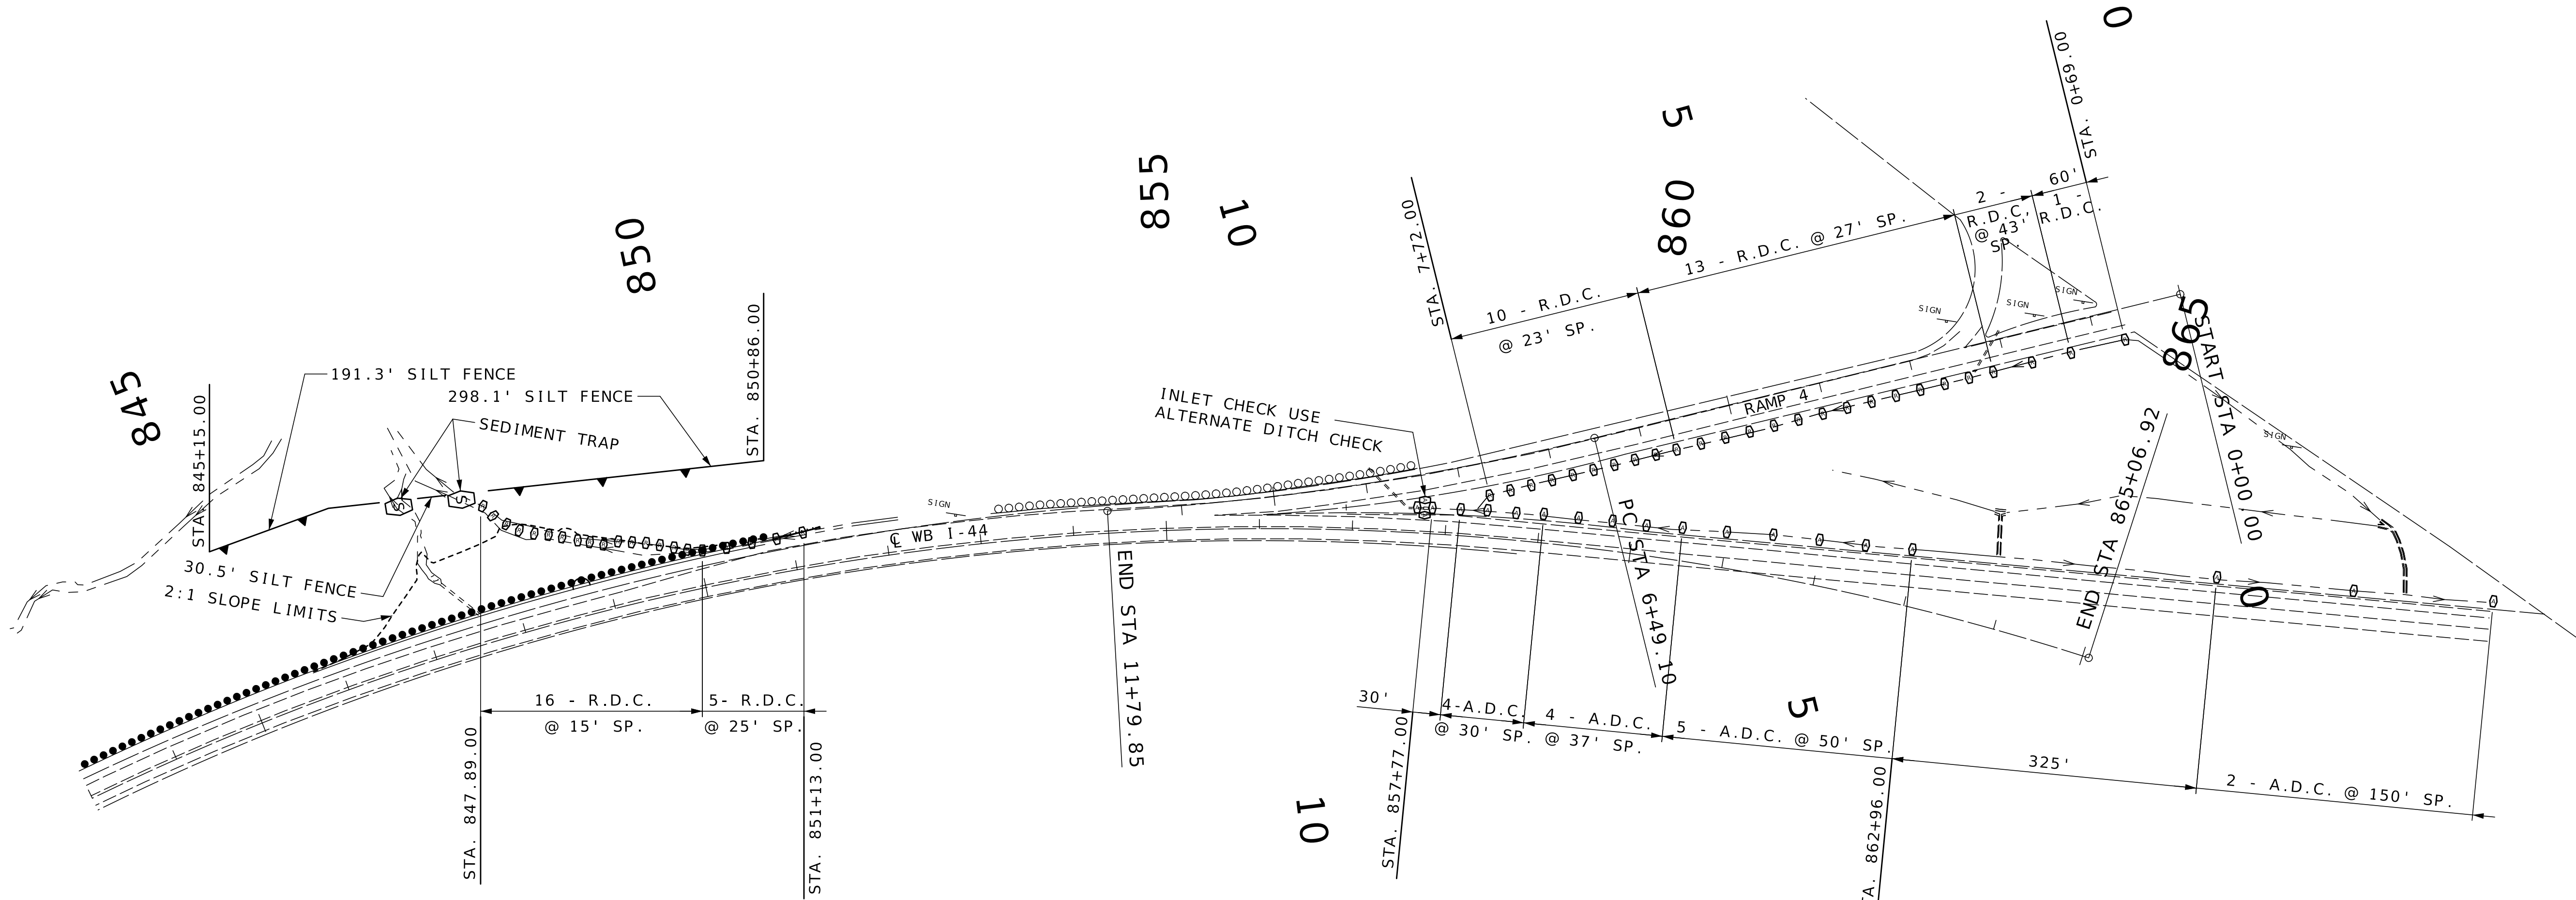 845
850
855
10
5
860
0
865
STA. 845+15.00
191.3' SILT FENCE
298.1' SILT FENCE
SEDIMENT TRAP
STA. 850+86.00
30.5' SILT FENCE
2:1 SLOPE LIMITS
S
S
16 - R.D.C.
@ 15' SP.
5- R.D.C.
@ 25' SP.
STA. 847.89.00
STA. 851+13.00
SIGN
℄ WB I-44
END STA 11+79.85
INLET CHECK USE
ALTERNATE DITCH CHECK
STA. 7+72.00
10 - R.D.C.
@ 23' SP.
13 - R.D.C. @ 27' SP.
2 -
R.D.C.
@ 43'
SP.
60'
1 -
R.D.C.
STA. 0+69.00
SIGN
SIGN
SIGN
RAMP 4
START STA 0+00.00
SIGN
PC STA 6+49.10
END STA 865+06.92
0
5
10
30'
4-A.D.C.
@ 30' SP.
4 - A.D.C.
@ 37' SP.
5 - A.D.C. @ 50' SP.
325'
2 - A.D.C. @ 150' SP.
STA. 857+77.00
TA. 862+96.00